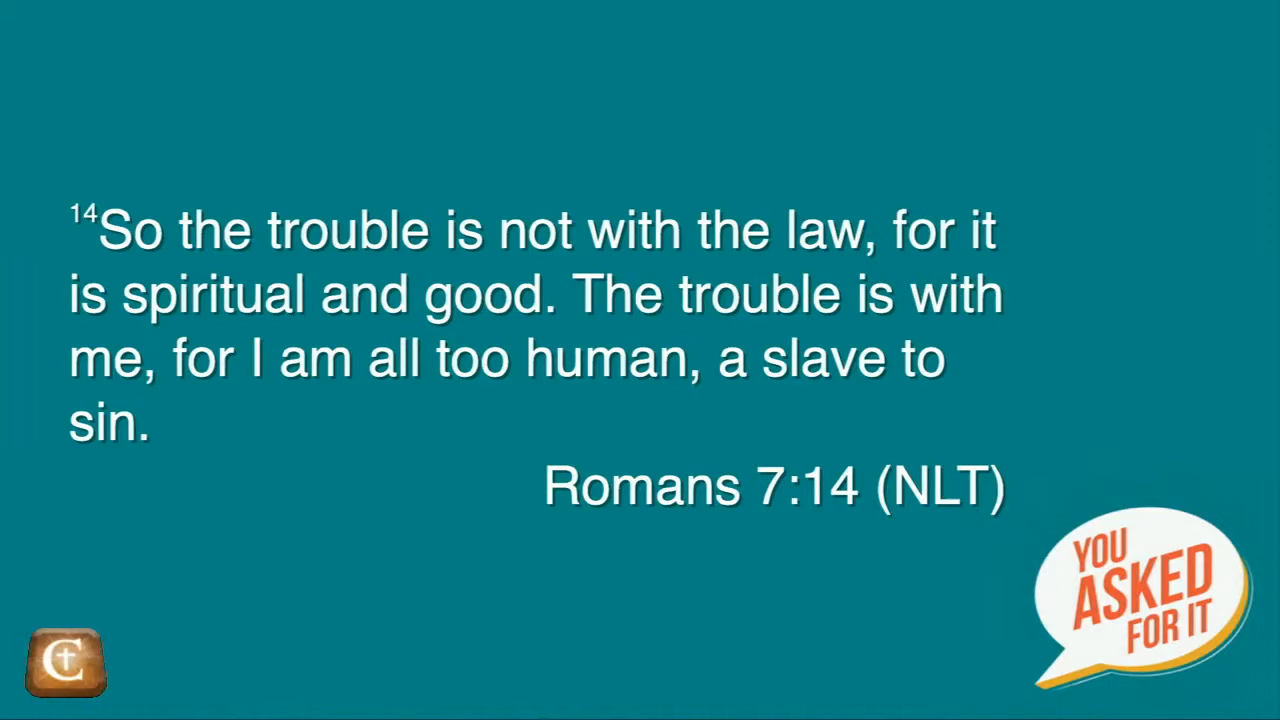 14So the trouble is not with the law, for it
is spiritual and good. The trouble is with
me, for I am all too human, a slave to
sin.
Romans 7:14 (NLT)
YOU
ASKED
FOR IT
C